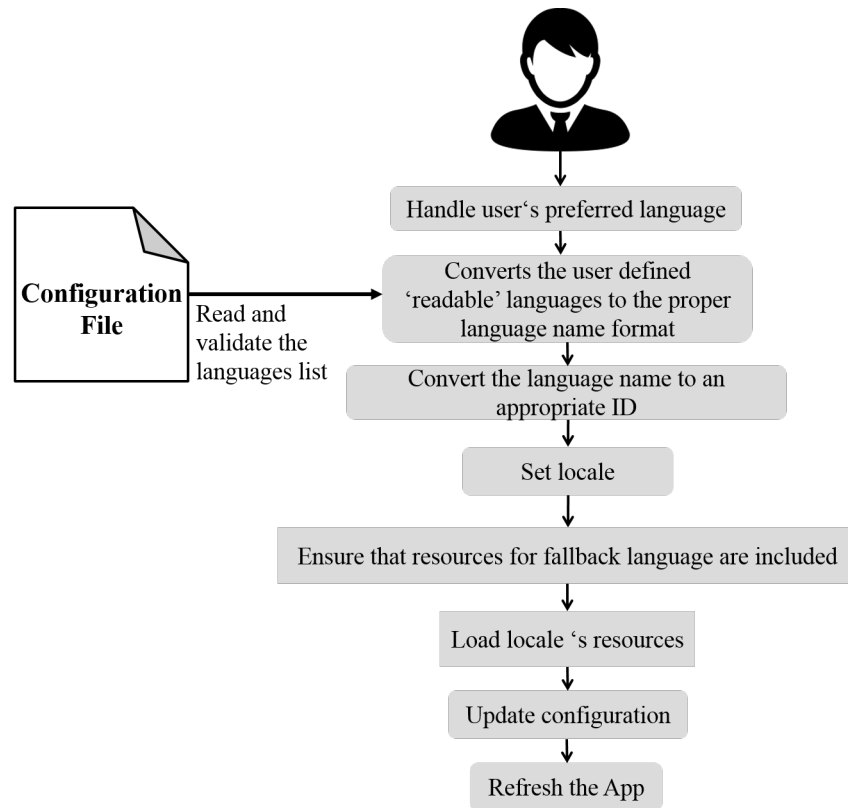 Handle user‘s preferred language
Configuration
File
Read and
validate the
languages list
Converts the user defined
‘readable’ languages to the proper
language name format
Convert the language name to an
appropriate ID
Set locale
Ensure that resources for fallback language are included
Load locale ‘s resources
Update configuration
Refresh the App